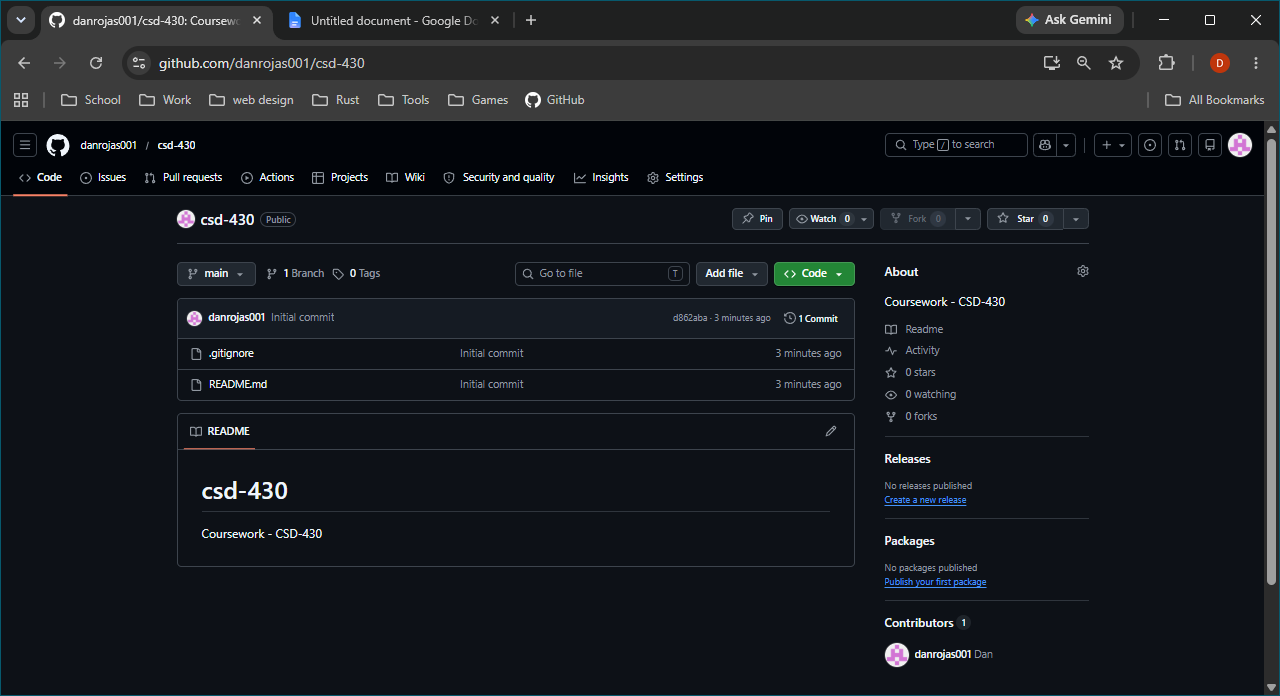 danrojas001/csd-430: Coursew
Untitled document - Google Do
Ask Gemini
github.com/danrojas001/csd-430
D
School
Work
web design
Rust
Tools
Games
GitHub
All Bookmarks
danrojas001 / csd-430
Type / to search
Code
Issues
Pull requests
Actions
Projects
Wiki
Security and quality
Insights
Settings
csd-430 Public
Pin
Watch 0
Fork 0
Star 0
main
1 Branch
0 Tags
Go to file T
Add file
Code
danrojas001 Initial commit d862aba · 3 minutes ago 1 Commit
.gitignore Initial commit 3 minutes ago
README.md Initial commit 3 minutes ago
README
csd-430
Coursework - CSD-430
About
Coursework - CSD-430
Readme
Activity
0 stars
0 watching
0 forks
Releases
No releases published
Create a new release
Packages
No packages published
Publish your first package
Contributors 1
danrojas001 Dan